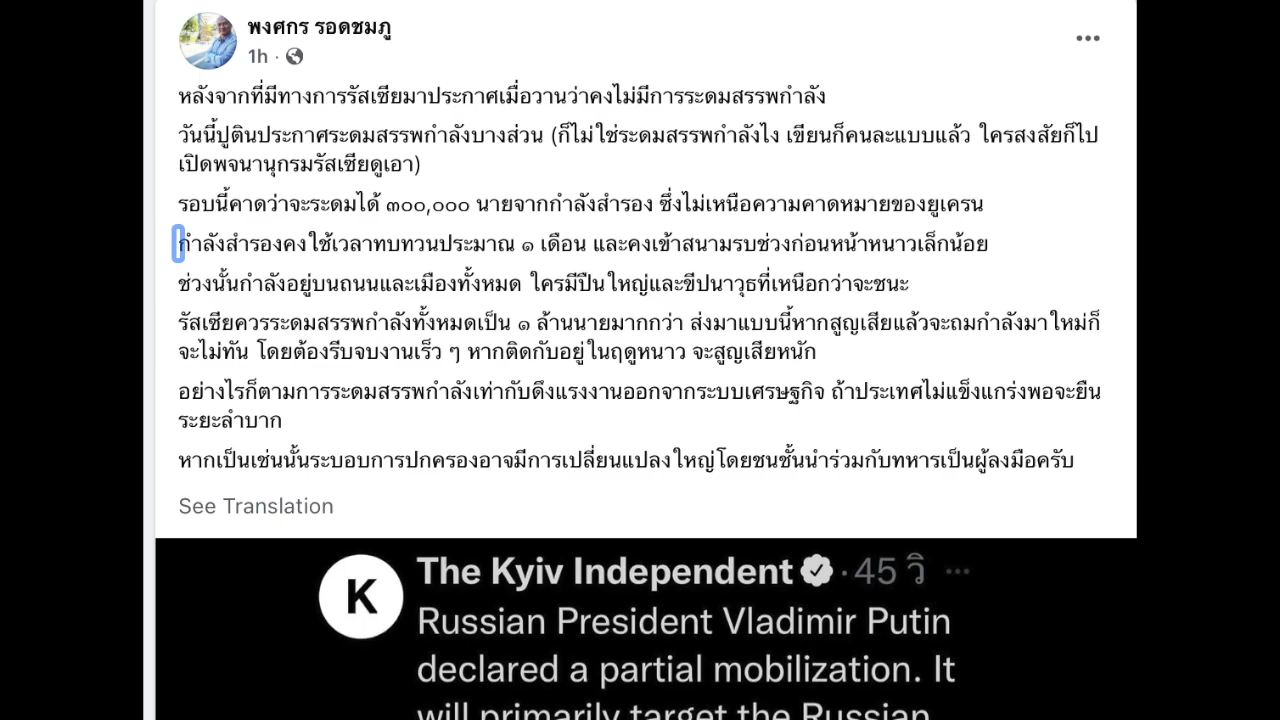 พงศกร รอดชมภู
1h ·
หลังจากที่มีทางการรัสเซียมาประกาศเมื่อวานว่าคงไม่มีการระดมสรรพกำลัง
วันนี้ปูตินประกาศระดมสรรพกำลังบางส่วน (ก็ไม่ใช่ระดมสรรพกำลังไง เขียนก็คนละแบบแล้ว ใครสงสัยก็ไป
เปิดพจนานุกรมรัสเซียดูเอา)
รอบนี้คาดว่าจะระดมได้ ๓๐๐,๐๐๐ นายจากกำลังสำรอง ซึ่งไม่เหนือความคาดหมายของยูเครน
กำลังสำรองคงใช้เวลาทบทวนประมาณ ๑ เดือน และคงเข้าสนามรบช่วงก่อนหน้าหนาวเล็กน้อย
ช่วงนั้นกำลังอยู่บนถนนและเมืองทั้งหมด ใครมีปืนใหญ่และขีปนาวุธที่เหนือกว่าจะชนะ
รัสเซียควรระดมสรรพกำลังทั้งหมดเป็น ๑ ล้านนายมากกว่า ส่งมาแบบนี้หากสูญเสียแล้วจะถมกำลังมาใหม่ก็
จะไม่ทัน โดยต้องรีบจบงานเร็ว ๆ หากติดกับอยู่ในฤดูหนาว จะสูญเสียหนัก
อย่างไรก็ตามการระดมสรรพกำลังเท่ากับดึงแรงงานออกจากระบบเศรษฐกิจ ถ้าประเทศไม่แข็งแกร่งพอจะยืน
ระยะลำบาก
หากเป็นเช่นนั้นระบอบการปกครองอาจมีการเปลี่ยนแปลงใหญ่โดยชนชั้นนำร่วมกับทหารเป็นผู้ลงมือครับ
See Translation
K
The Kyiv Independent · 45 วิ ···
Russian President Vladimir Putin
declared a partial mobilization. It
will primarily target the Russian